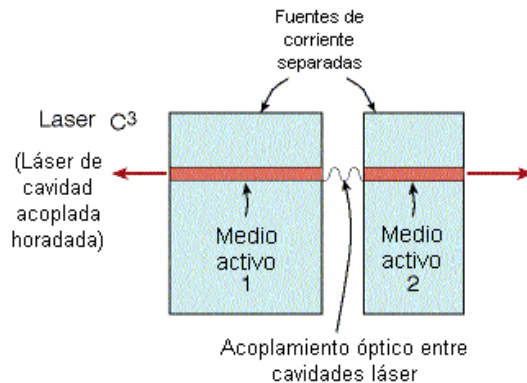 Fuentes de
corriente
separadas
Laser C³
(Láser de
cavidad
acoplada
horadada)
Medio
activo
1
Medio
activo
2
Acoplamiento óptico entre
cavidades láser